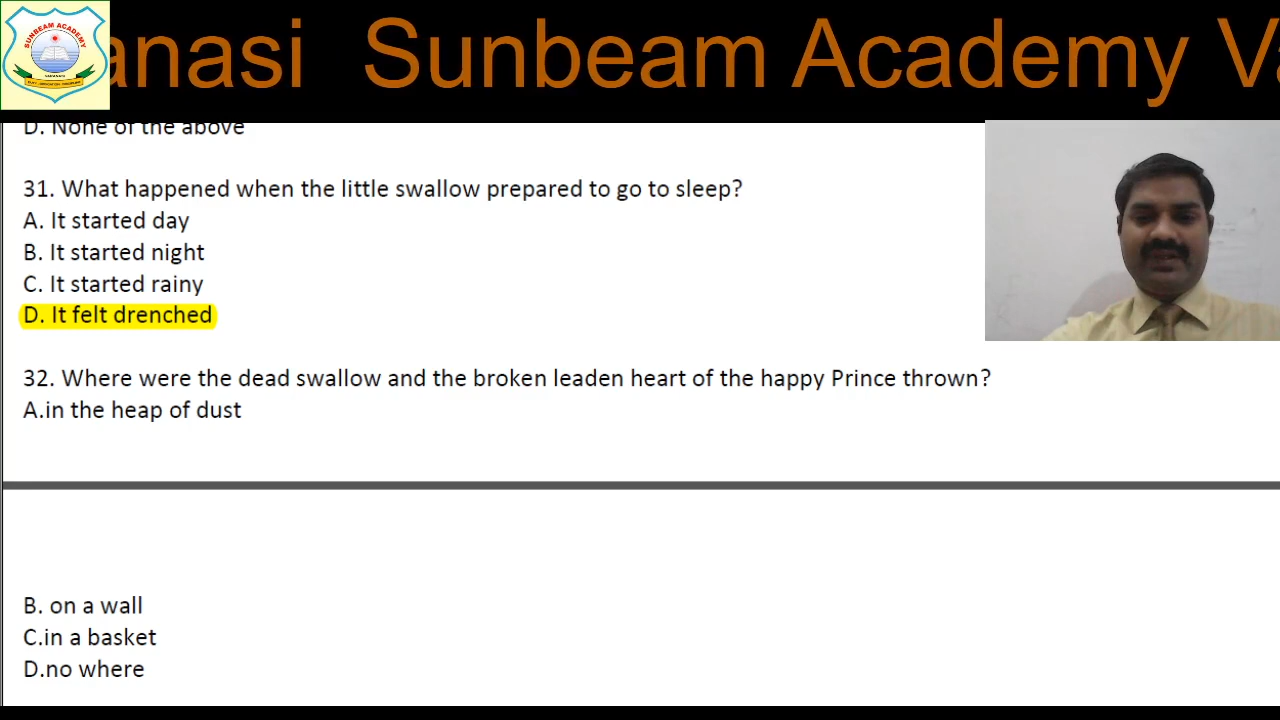 SUNBEAM ACADEMY
VARANASI
anasi Sunbeam Academy Va
D. None of the above
31. What happened when the little swallow prepared to go to sleep?
A. It started day
B. It started night
C. It started rainy
D. It felt drenched
32. Where were the dead swallow and the broken leaden heart of the happy Prince thrown?
A.in the heap of dust
B. on a wall
C.in a basket
D.no where